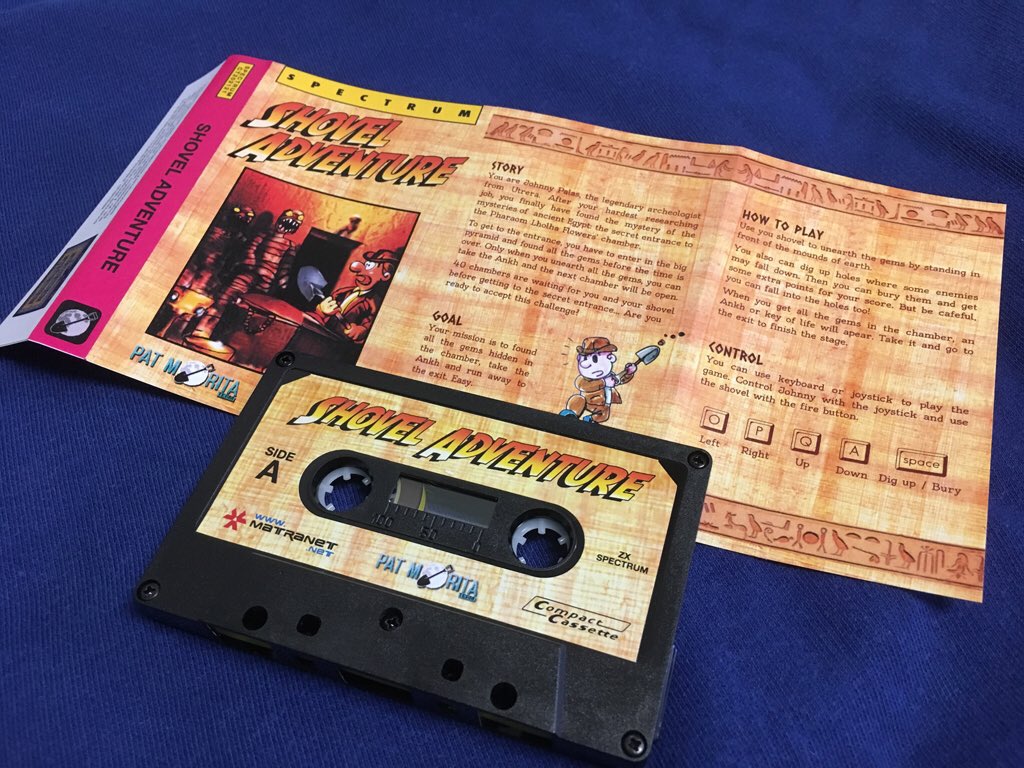 SPECTRUM
SHOVEL ADVENTURE
SPECTRUM
SHOVEL
ADVENTURE
PAT MORITA
TEAM
STORY
You are Johnny Palas, the legendary archeologist
from Utrera. After your hardest researching
job, you finally have found the mystery of the
mysteries of ancient Egypt: the secret entrance to
the Pharaon Lholha Flowers' chamber.
To get to the entrance, you have to enter in the big
pyramid and found all the gems before the time is
over. Only when you unearth all the gems, you can
take the Ankh and the next chamber will be open.
40 chambers are waiting for you and your shovel
before getting to the secret entrance... Are you
ready to accept this challenge?
GOAL
Your mission is to found
all the gems hidden in
the chamber, take the
Ankh and run away to
the exit. Easy.
HOW TO PLAY
Use you shovel to unearth the gems by standing in
front of the mounds of earth.
You also can dig up holes where some enemies
may fall down. Then you can bury them and get
some extra points for your score. But be cafeful,
you can fall into the holes too!
When you get all the gems in the chamber, an
Ankh or key of life will apear. Take it and go to
the exit to finish the stage.
CONTROL
You can use keyboard or joystick to play the
game. Control Johnny with the joystick and use
the shovel with the fire button.
O P Q A space
Left Right Up Down Dig up / Bury
SHOVEL ADVENTURE
SIDE
A
100 50 0
www.
MATRANET
.NET
PAT MORITA
TEAM
ZX
SPECTRUM
Compact
Cassette